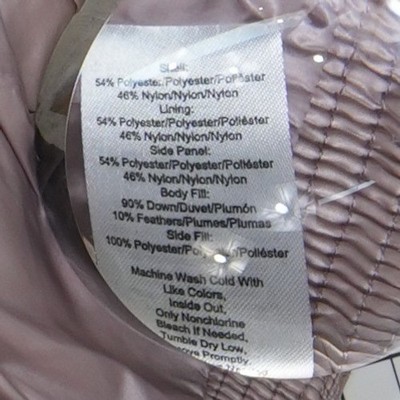 Shell:
54% Polyester/Polyester/Poliéster
46% Nylon/Nylon/Nylon
Lining:
54% Polyester/Polyester/Poliéster
46% Nylon/Nylon/Nylon
Side Panel:
54% Polyester/Polyester/Poliéster
46% Nylon/Nylon/Nylon
Body Fill:
90% Down/Duvet/Plumón
10% Feathers/Plumes/Plumas
Side Fill:
100% Polyester/Polyester/Poliéster
Machine Wash Cold With
Like Colors,
Inside Out,
Only Nonchlorine
Bleach If Needed,
Tumble Dry Low,
Remove Promptly.